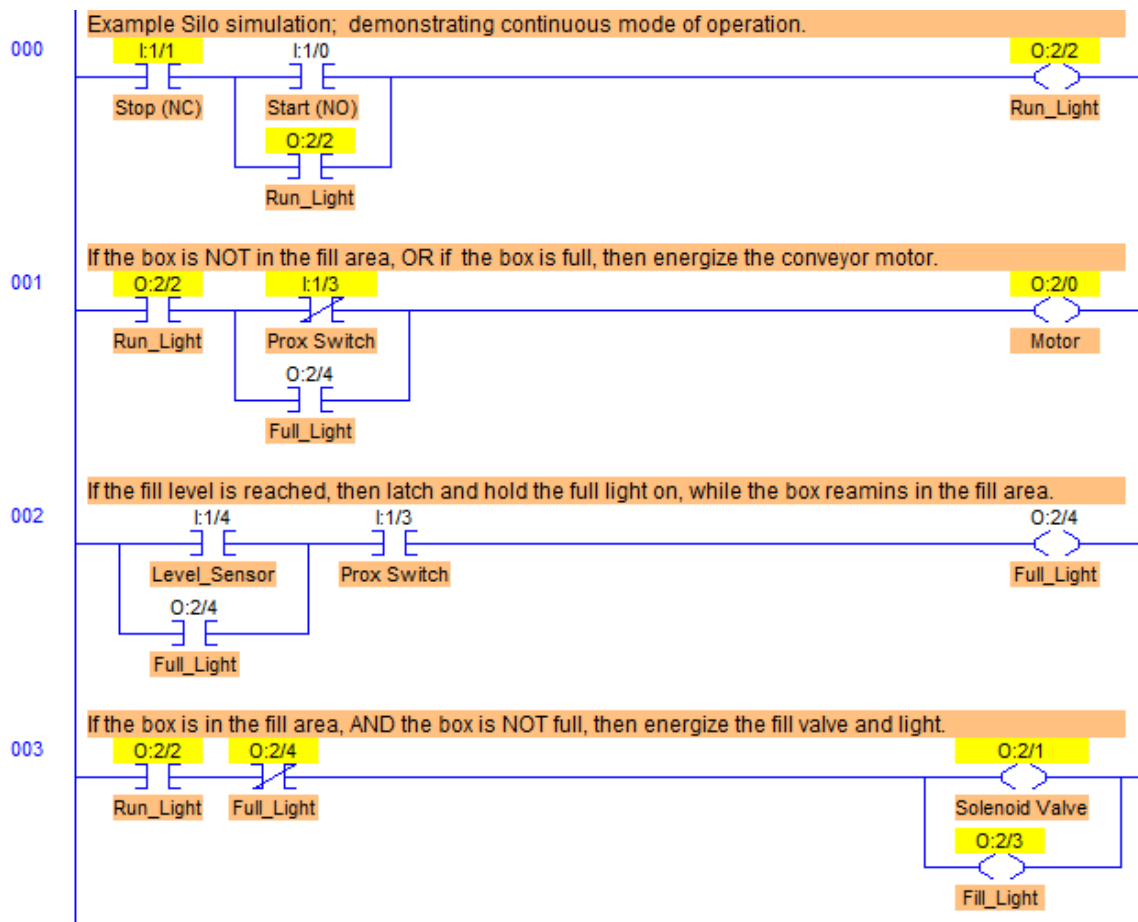 Example Silo simulation;  demonstrating continuous mode of operation.
000
I:1/1 I:1/0 O:2/2
Stop (NC) Start (NO) Run_Light
O:2/2
Run_Light
If the box is NOT in the fill area, OR if  the box is full, then energize the conveyor motor.
001
O:2/2 I:1/3 O:2/0
Run_Light Prox Switch Motor
O:2/4
Full_Light
If the fill level is reached, then latch and hold the full light on, while the box reamins in the fill area.
002
I:1/4 I:1/3 O:2/4
Level_Sensor Prox Switch Full_Light
O:2/4
Full_Light
If the box is in the fill area, AND the box is NOT full, then energize the fill valve and light.
003
O:2/2 O:2/4 O:2/1
Run_Light Full_Light Solenoid Valve
O:2/3
Fill_Light